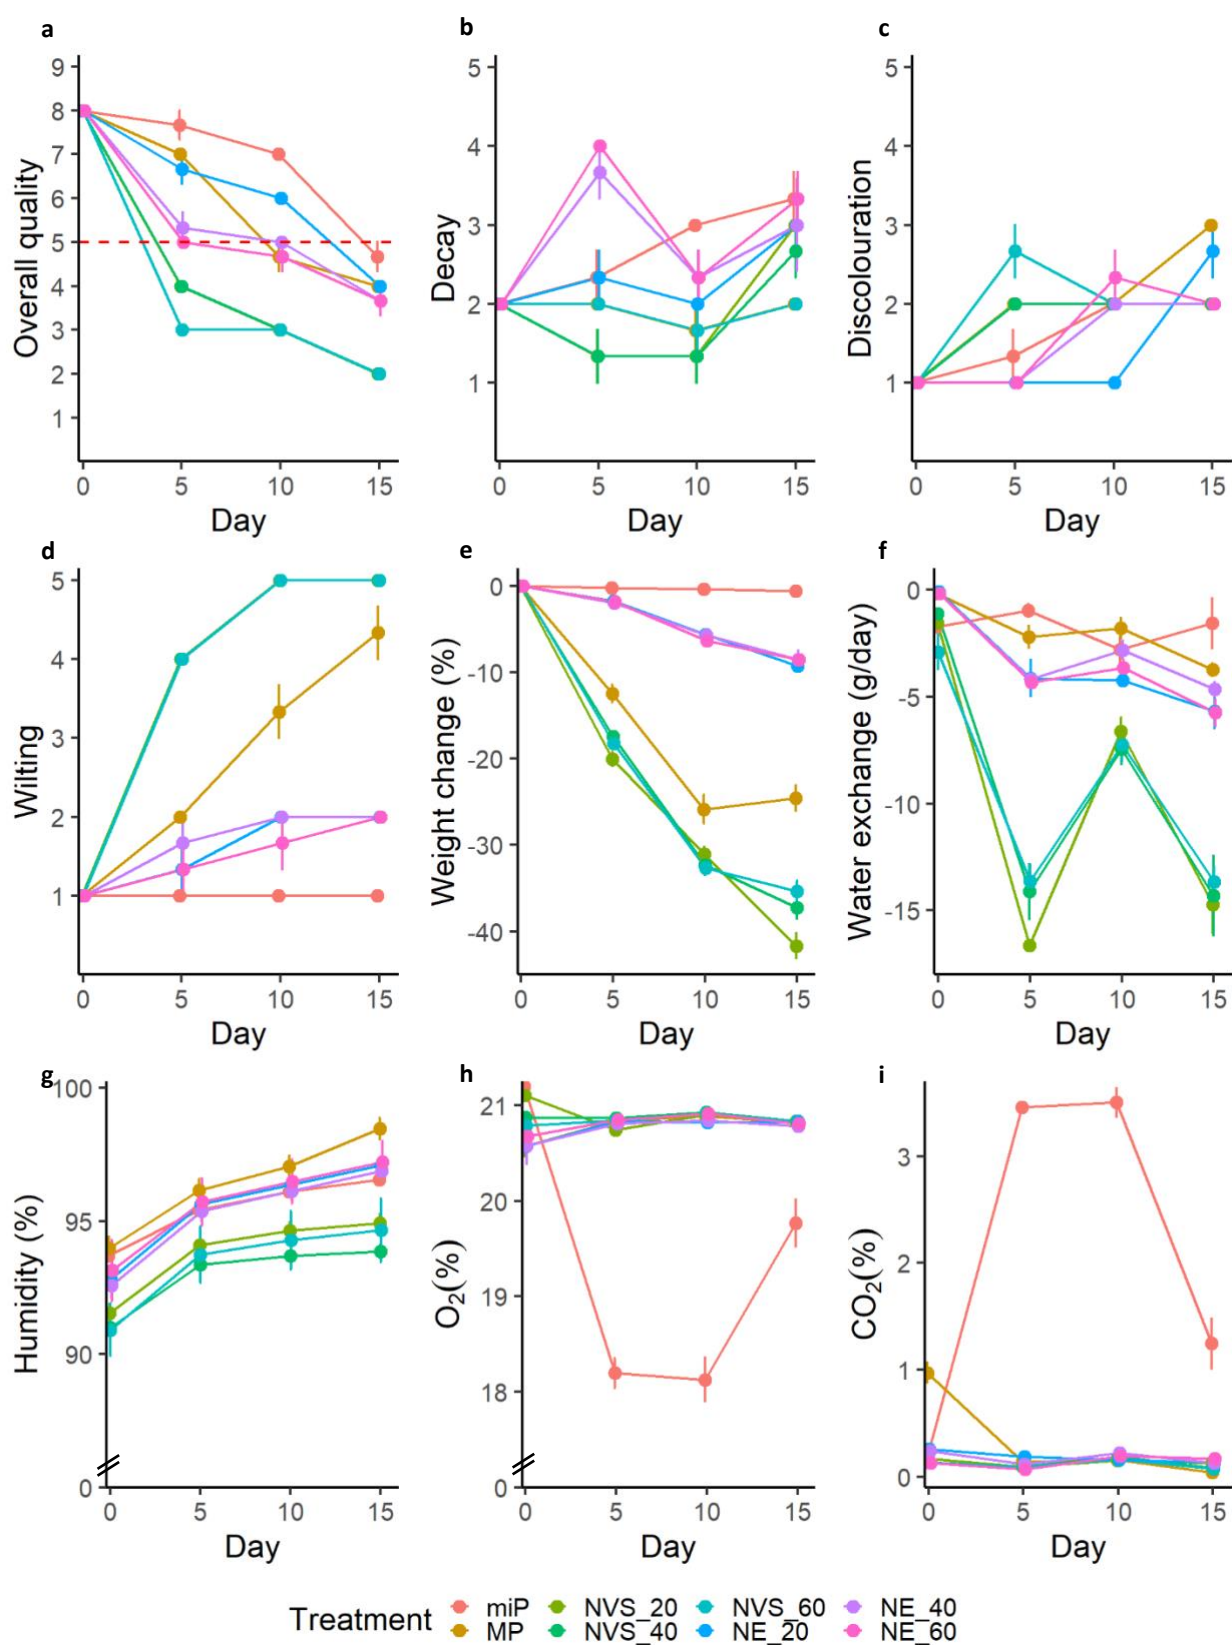 a
b
c
Overall quality
9
8
7
6
5
4
3
2
1
0 5 10 15
Day
Decay
5
4
3
2
1
0 5 10 15
Day
Discolouration
5
4
3
2
1
0 5 10 15
Day
d
e
f
Wilting
5
4
3
2
1
0 5 10 15
Day
Weight change (%)
0
-10
-20
-30
-40
0 5 10 15
Day
Water exchange (g/day)
0
-5
-10
-15
0 5 10 15
Day
g
h
i
Humidity (%)
100
95
90
0
0 5 10 15
Day
O2(%)
21
20
19
18
0
0 5 10 15
Day
CO2(%)
3
2
1
0
0 5 10 15
Day
Treatment
miP NVS_20 NVS_60 NE_40
MP NVS_40 NE_20 NE_60